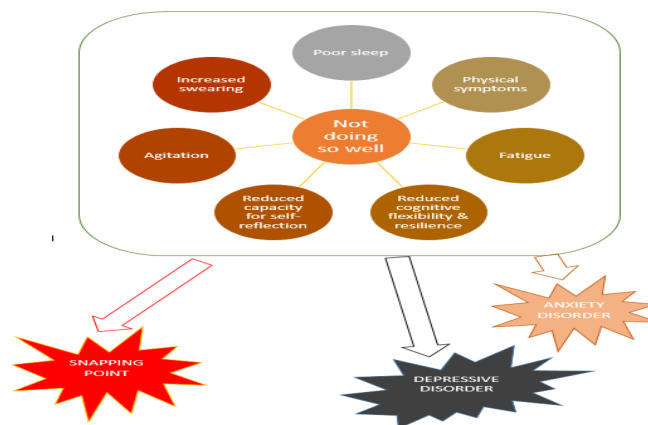 Poor sleep
Increased
swearing
Physical
symptoms
Not
doing
so well
Agitation
Fatigue
Reduced
capacity
for self-
reflection
Reduced
cognitive
flexibility &
resilience
ANXIETY
DISORDER
SNAPPING
POINT
DEPRESSIVE
DISORDER